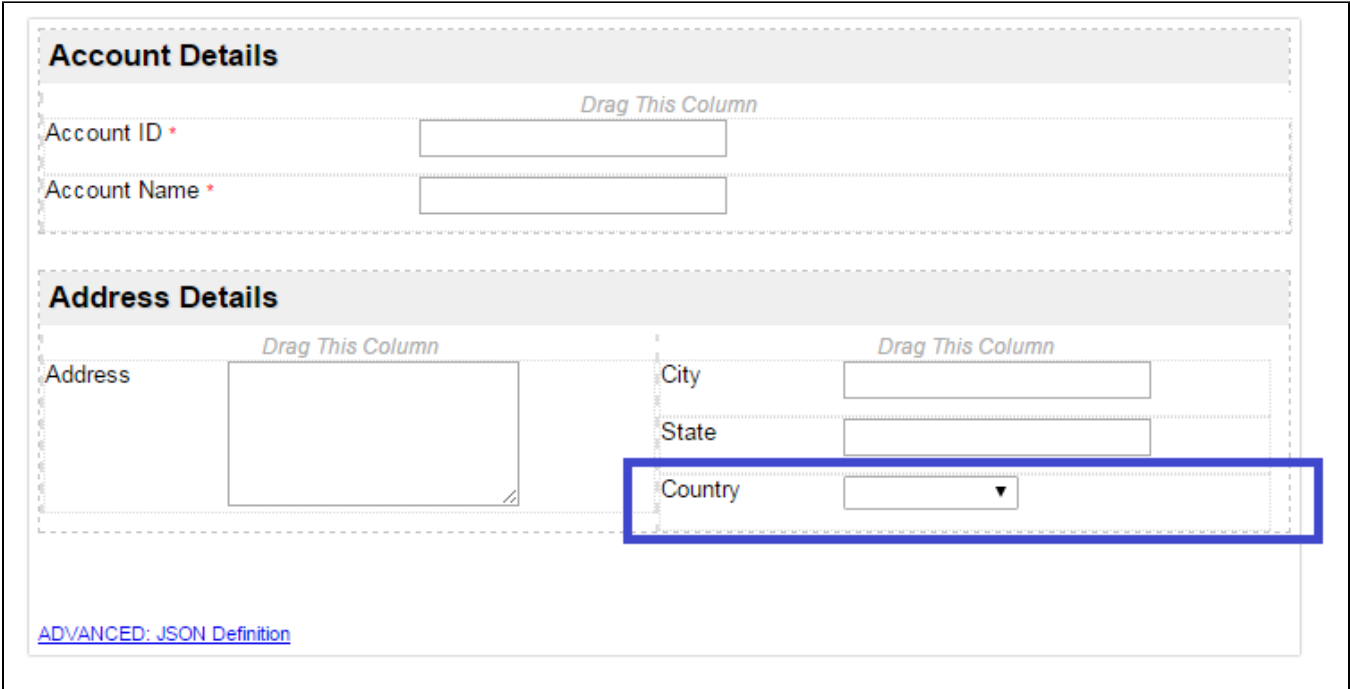 Account Details
Drag This Column
Account ID *
Account Name *
Address Details
Drag This Column
Address
Drag This Column
City
State
Country
ADVANCED: JSON Definition